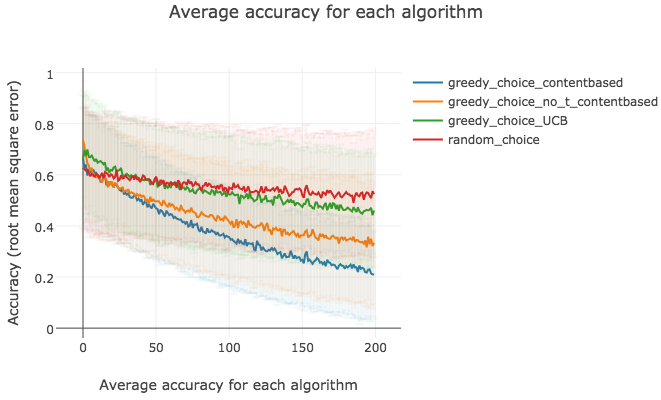 Average accuracy for each algorithm
Accuracy (root mean square error)
1
0.8
0.6
0.4
0.2
0
0 50 100 150 200
Average accuracy for each algorithm
greedy_choice_contentbased
greedy_choice_no_t_contentbased
greedy_choice_UCB
random_choice